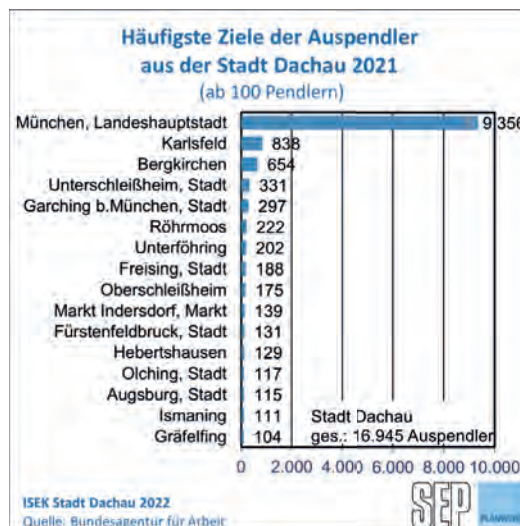 Häufigste Ziele der Auspendler
aus der Stadt Dachau 2021
(ab 100 Pendlern)
München, Landeshauptstadt 9.356
Karlsfeld 838
Bergkirchen 654
Unterschleißheim, Stadt 331
Garching b.München, Stadt 297
Röhrmoos 222
Unterföhring 202
Freising, Stadt 188
Oberschleißheim 175
Markt Indersdorf, Markt 139
Fürstenfeldbruck, Stadt 131
Hebertshausen 129
Olching, Stadt 117
Augsburg, Stadt 115
Ismaning 111
Gräfelfing 104
Stadt Dachau
ges.: 16.945 Auspendler
0 2.000 4.000 6.000 8.000 10.000
ISEK Stadt Dachau 2022
Quelle: Bundesagentur für Arbeit
SEP